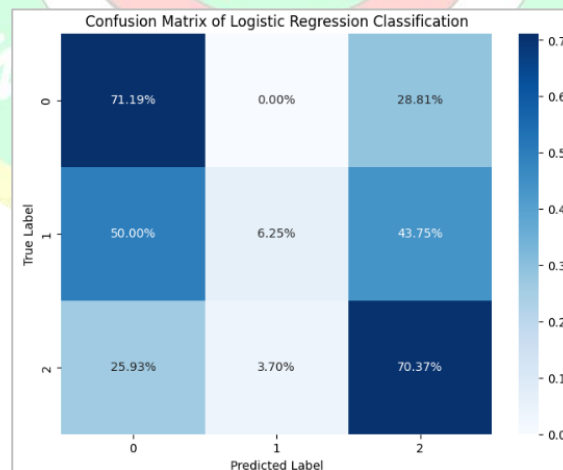 Confusion Matrix of Logistic Regression Classification
0.7
71.19% 0.00% 28.81%
0
0.6
0.5
0.4
True Label
1
50.00% 6.25% 43.75%
0.3
0.2
25.93% 3.70% 70.37%
2
0.1
0.0
0 1 2
Predicted Label